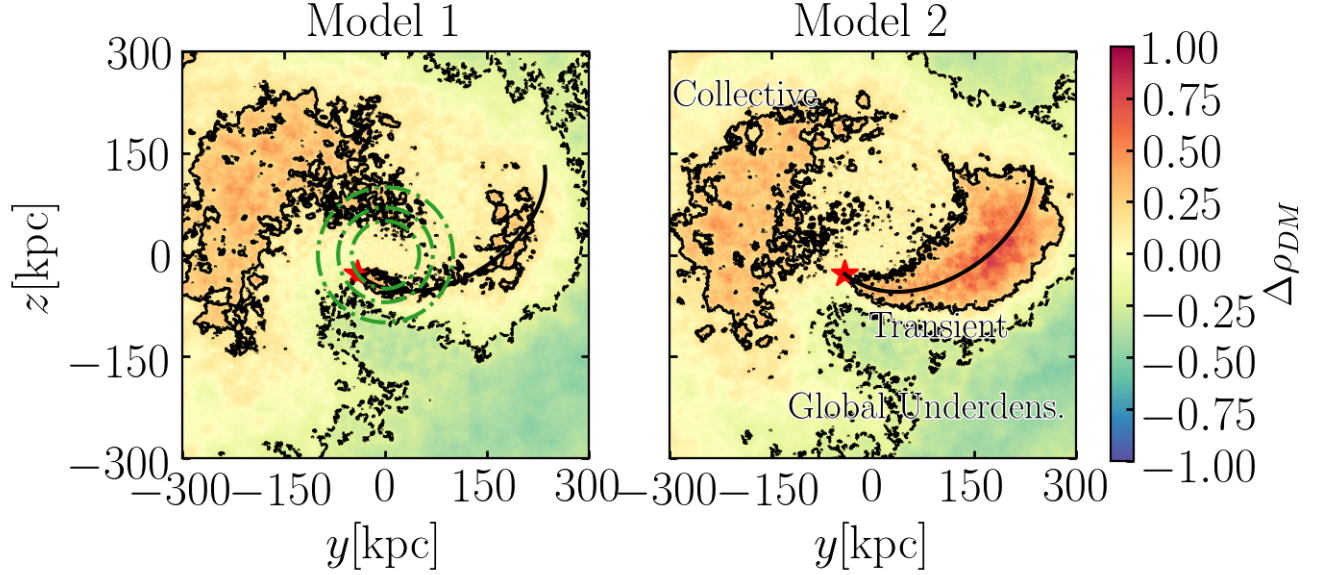 Model 1
Model 2
300
150
0
−150
−300
z[kpc]
−300
−150
0
150
300
y[kpc]
Collective
Transient
Global Underdens.
−300
−150
0
150
300
y[kpc]
1.00
0.75
0.50
0.25
0.00
−0.25
−0.50
−0.75
−1.00
Δρ_DM